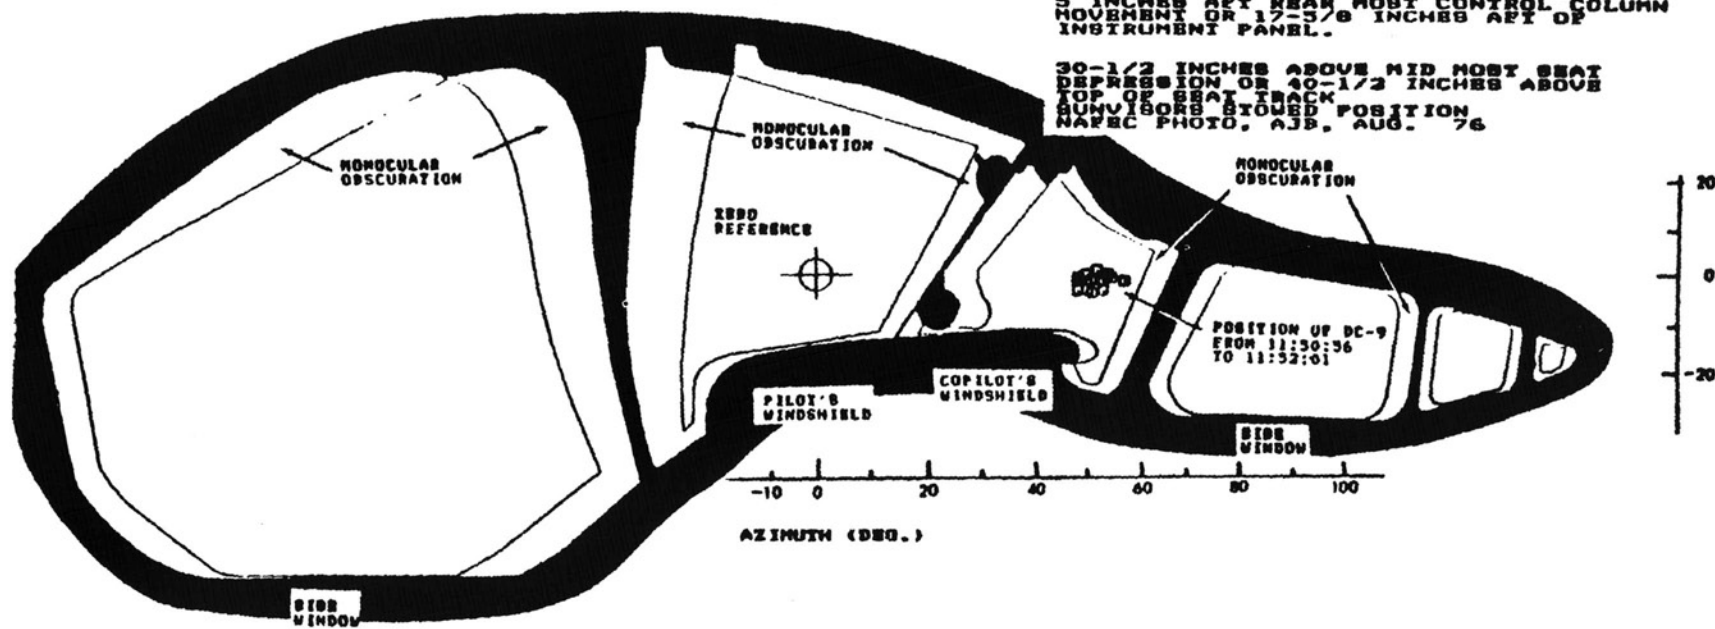 5 INCHES AFT REAR MOST CONTROL COLUMN
MOVEMENT OR 17-5/8 INCHES AFT OF
INSTRUMENT PANEL.
30-1/2 INCHES ABOVE MID MOST SEAT
DEPRESSION OR 40-1/2 INCHES ABOVE
TOP OF SEAT TRACK
SUNVISORS STOWED POSITION
NAFEC PHOTO, AJB, AUG. 76
MONOCULAR
OBSCURATION
MONOCULAR
OBSCURATION
MONOCULAR
OBSCURATION
REFERENCE
20
0
-20
POSITION OF DC-9
FROM 11:50:56
TO 11:52:01
PILOT'S
WINDSHIELD
COPILOT'S
WINDSHIELD
SIDE
WINDOW
-10 0 20 40 60 80 100
AZIMUTH (DEG.)
SIDE
WINDOW